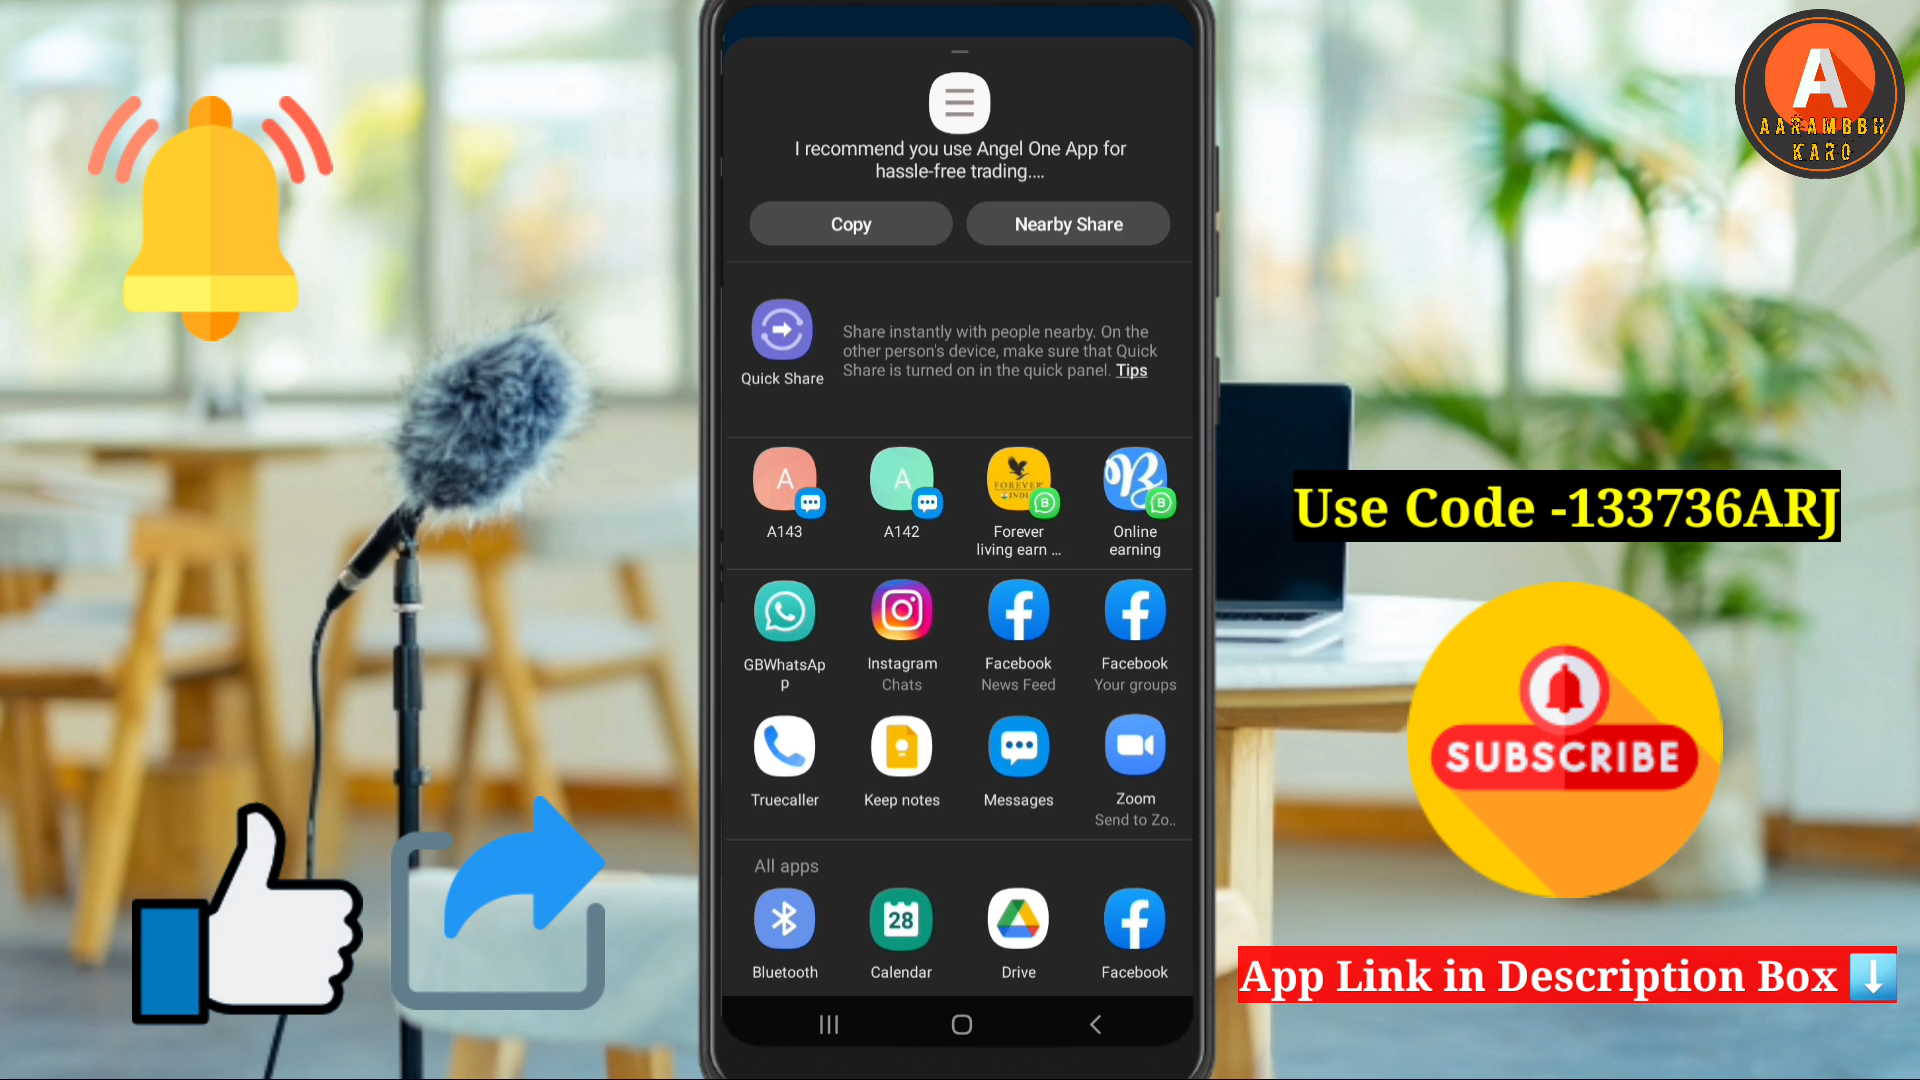 A
AARAMBBH
KARO
I recommend you use Angel One App for
hassle-free trading....
Copy
Nearby Share
Share instantly with people nearby. On the
other person's device, make sure that Quick
Share is turned on in the quick panel. Tips
Quick Share
A
A
FOREVER
INDI
B
B
B
A143
A142
Forever
living earn ...
Online
earning
Use Code -133736ARJ
GBWhatsAp
p
Instagram
Chats
Facebook
News Feed
Facebook
Your groups
SUBSCRIBE
Truecaller
Keep notes
Messages
Zoom
Send to Zo..
All apps
28
Bluetooth
Calendar
Drive
Facebook
App Link in Description Box